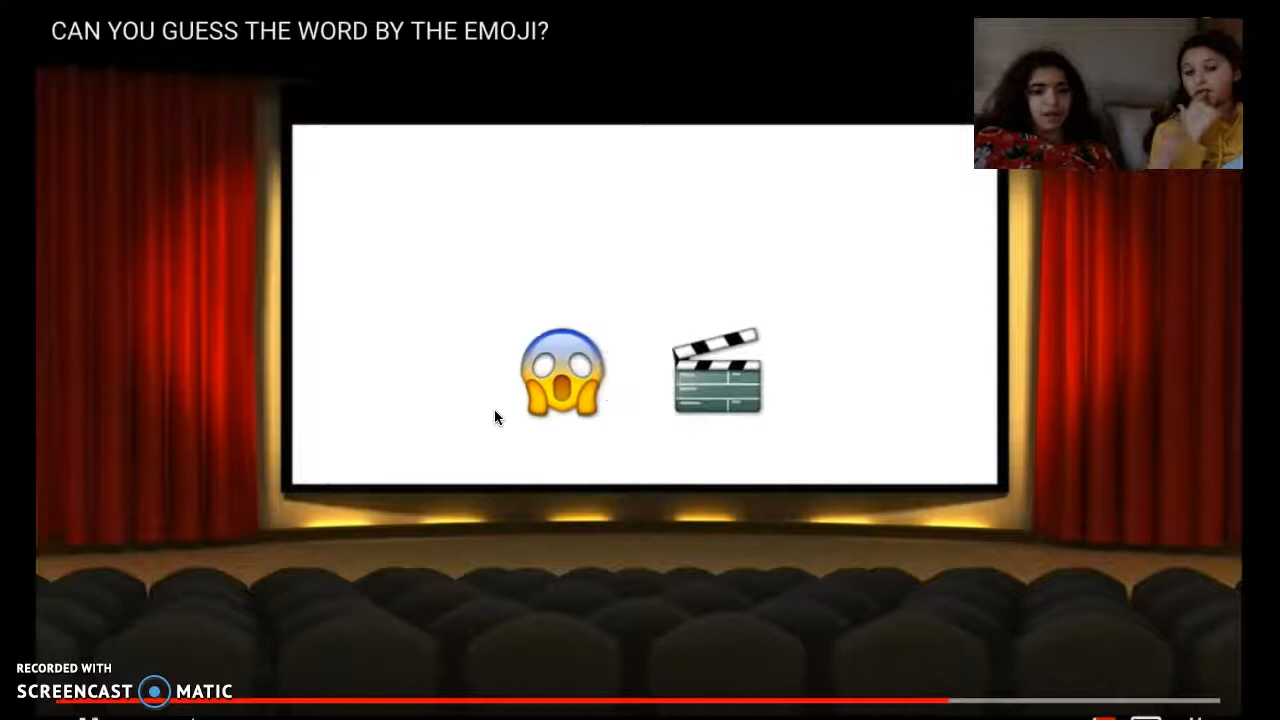 CAN YOU GUESS THE WORD BY THE EMOJI?
RECORDED WITH
SCREENCAST MATIC